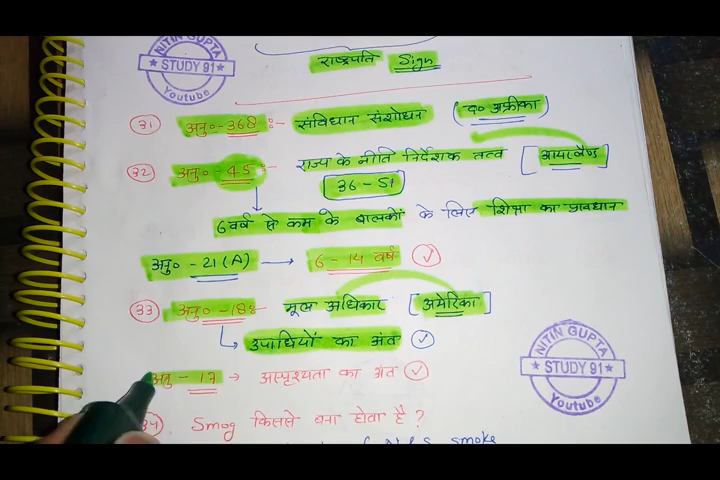 NITIN GUPTA
★ STUDY 91 ★
Youtube
राष्ट्रपति Sign
31 अनु०-368 :- संविधान संशोधन (द० अफ्रीका)
32 अनु०-45 :- राज्य के नीति निर्देशक तत्व [आयरलैण्ड]
36-51
6 वर्ष से कम के बालकों के लिए शिक्षा का प्रावधान
अनु०-21(A) → 6-14 वर्ष ✓
33 अनु०-18 :- मूल अधिकार [अमेरिका]
↳ उपाधियों का अंत ✓
अनु-17 → अस्पृश्यता का अंत ✓
NITIN GUPTA
STUDY 91
Youtube
34 Smog किससे बना होता है?
smoke